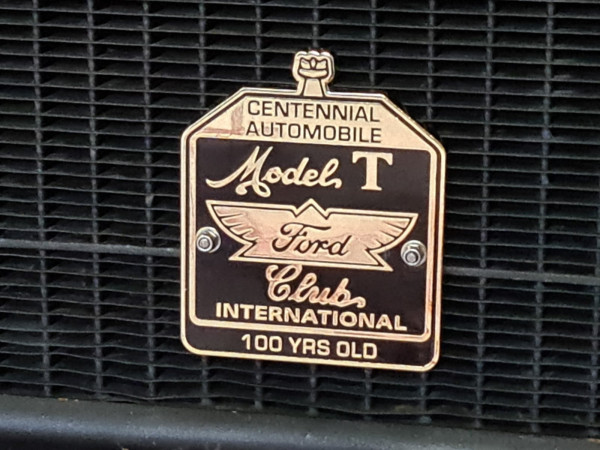 CENTENNIAL
AUTOMOBILE
Model T
Ford
Club
INTERNATIONAL
100 YRS OLD